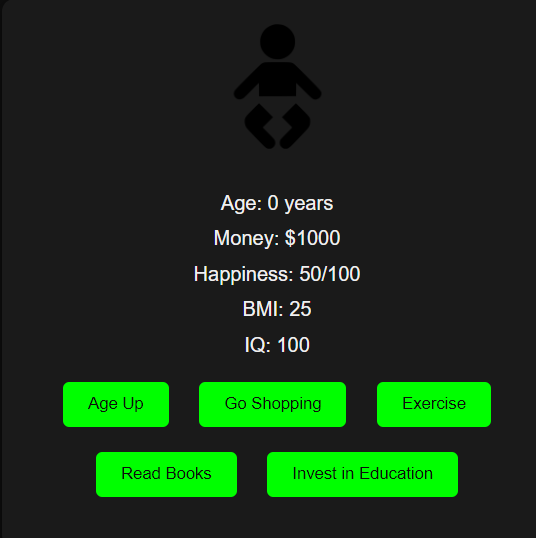 Age: 0 years
Money: $1000
Happiness: 50/100
BMI: 25
IQ: 100
Age Up
Go Shopping
Exercise
Read Books
Invest in Education